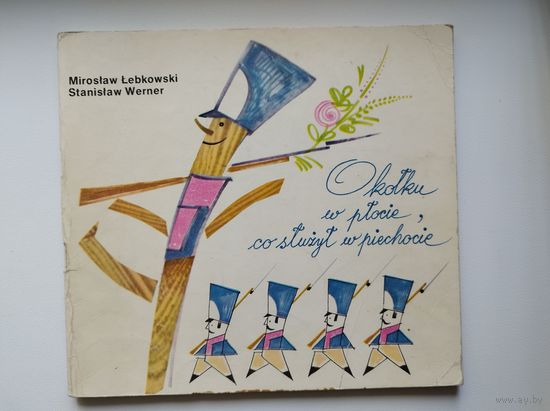 Mirosław Łebkowski
Stanisław Werner
O kołku
w płocie,
co służył w piechocie
www.ay.by